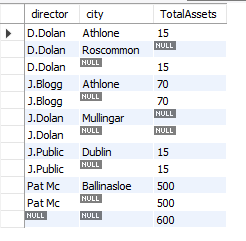 director city TotalAssets
D.Dolan Athlone 15
D.Dolan Roscommon NULL
D.Dolan NULL 15
J.Blogg Athlone 70
J.Blogg NULL 70
J.Dolan Mullingar NULL
J.Dolan NULL NULL
J.Public Dublin 15
J.Public NULL 15
Pat Mc Ballinasloe 500
Pat Mc NULL 500
NULL NULL 600